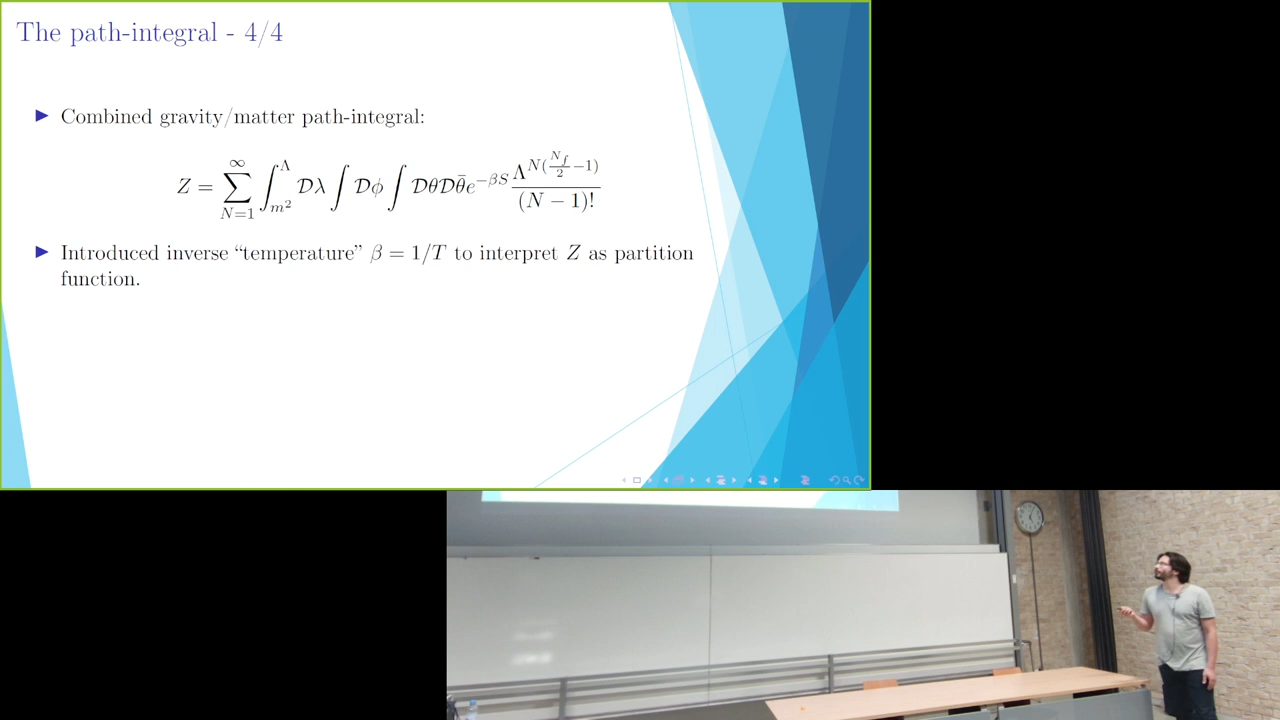 The path-integral - 4/4
▶ Combined gravity/matter path-integral:
$Z = \sum_{N=1}^{\infty} \int_{m^2}^{\Lambda} \mathcal{D}\lambda \int \mathcal{D}\phi \int \mathcal{D}\theta \mathcal{D}\bar{\theta} e^{-\beta S} \frac{\Lambda^{N(\frac{N_f}{2}-1)}}{(N-1)!}$
▶ Introduced inverse “temperature” β = 1/T to interpret Z as partition
function.